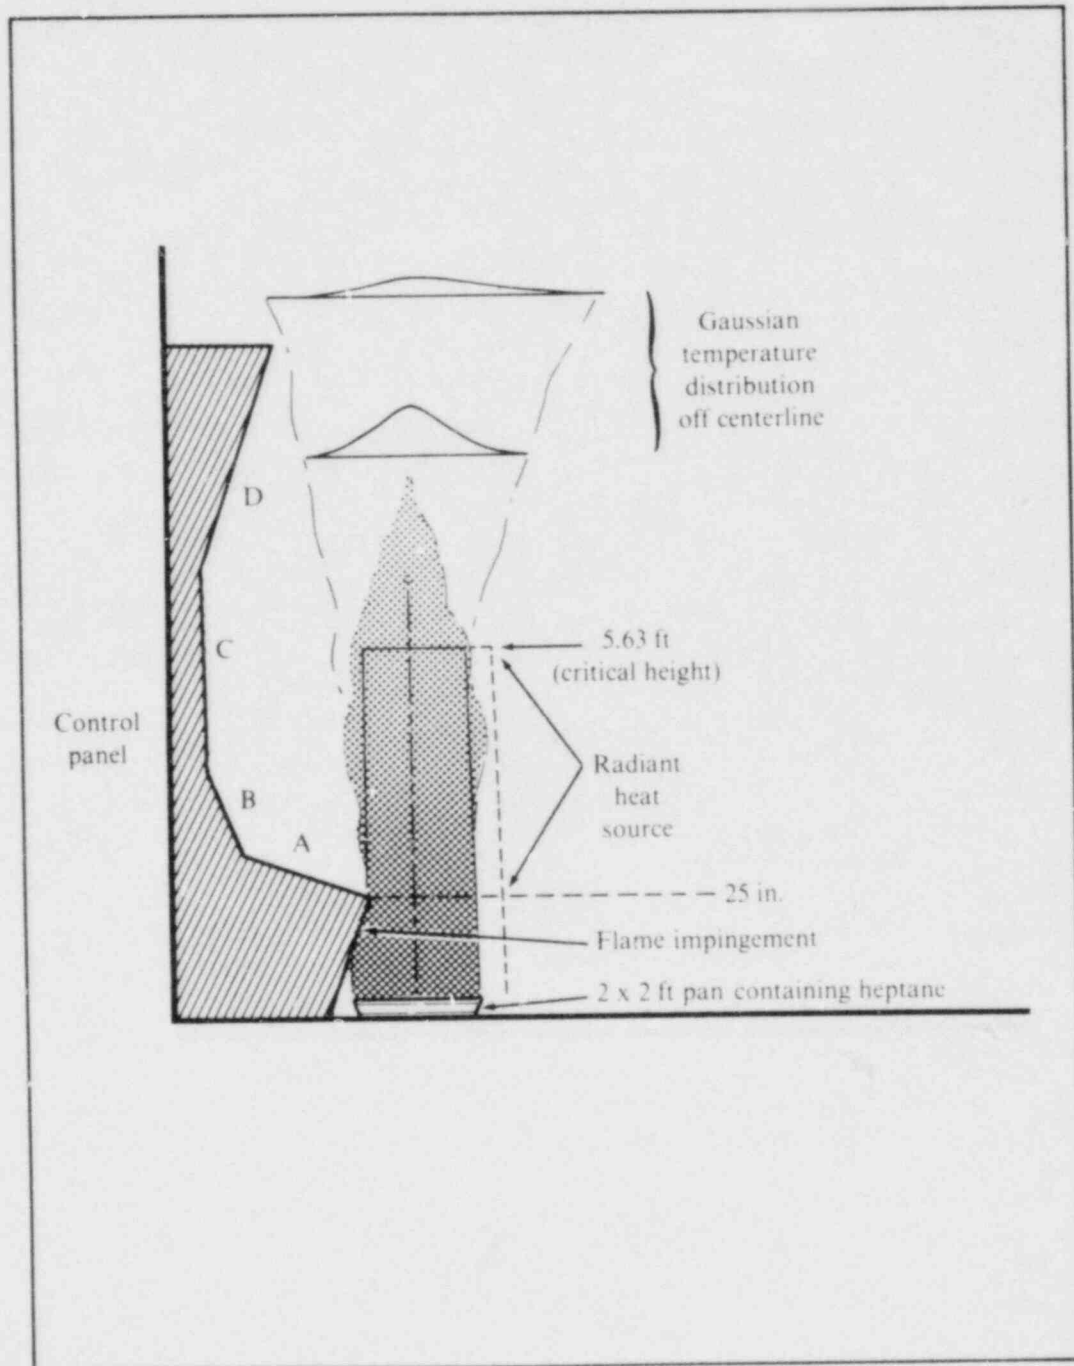 Gaussian
temperature
distribution
off centerline
D
C
5.63 ft
(critical height)
Control
panel
Radiant
heat
source
B
A
25 in.
Flame impingement
2 x 2 ft pan containing heptane